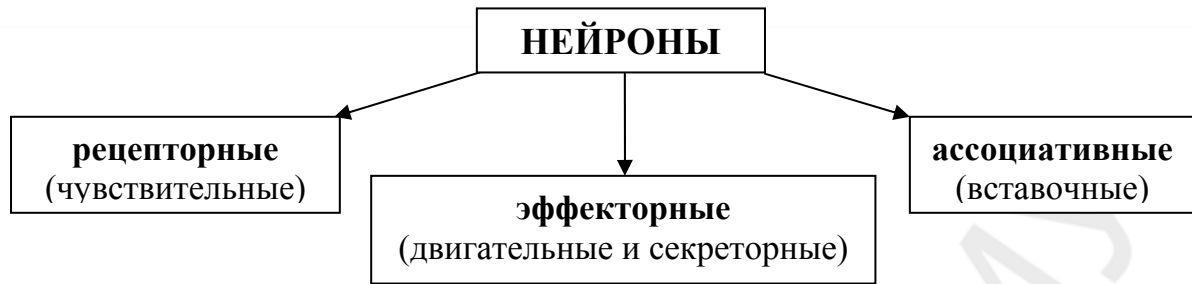 НЕЙРОНЫ
рецепторные
(чувствительные)
эффекторные
(двигательные и секреторные)
ассоциативные
(вставочные)